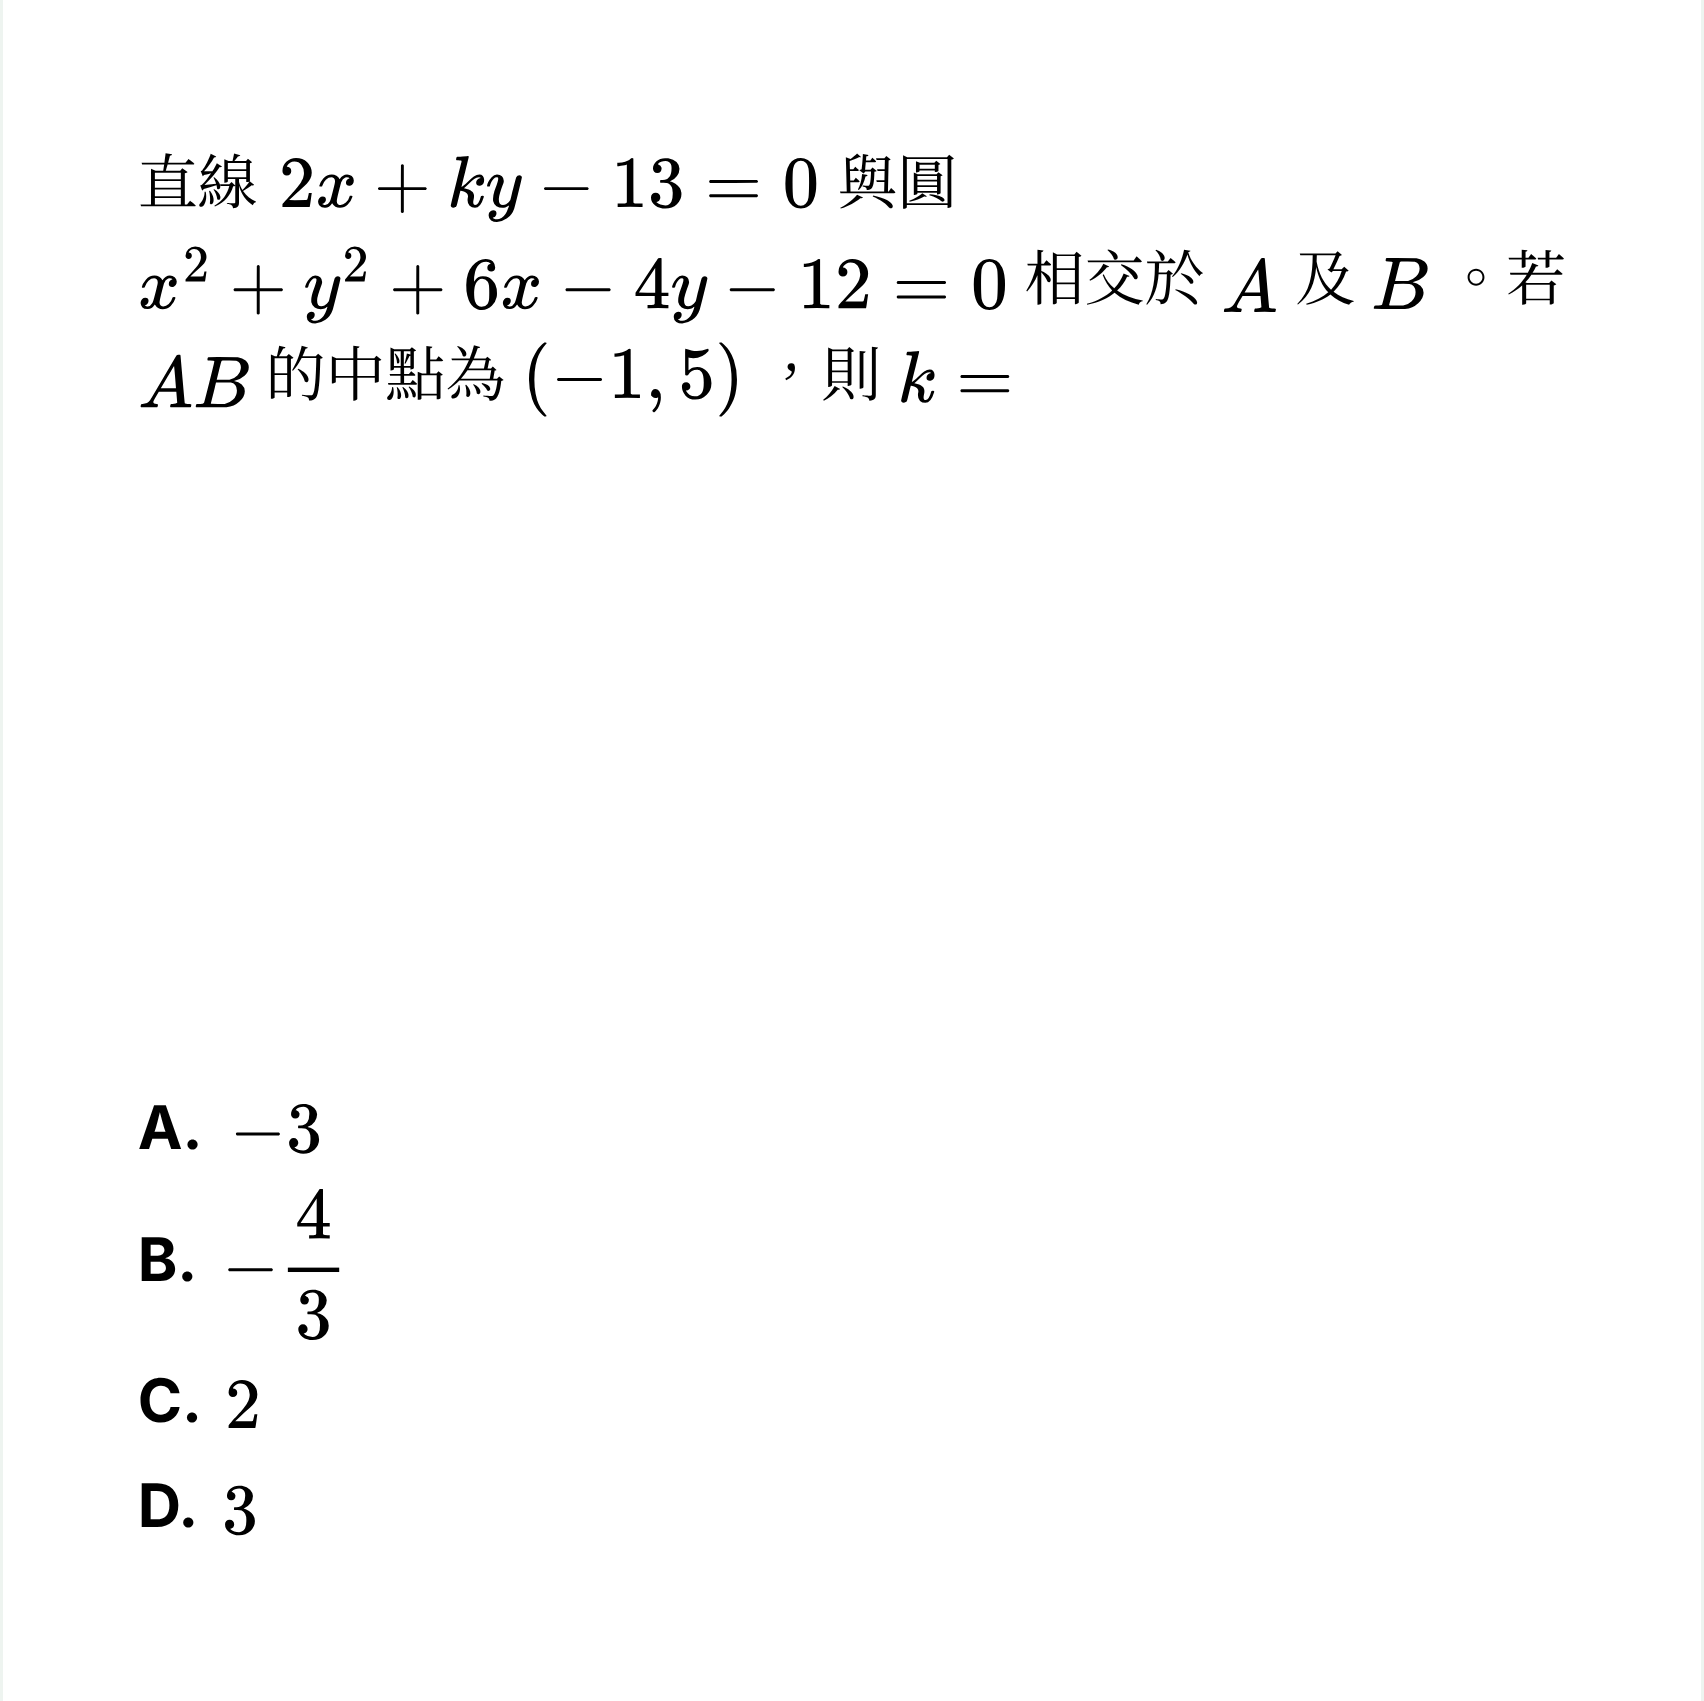 直線 2x + ky − 13 = 0 與圓
x² + y² + 6x − 4y − 12 = 0 相交於 A 及 B 。若
AB 的中點為 (−1, 5) ，則 k =
A. −3
B. −4/3
C. 2
D. 3